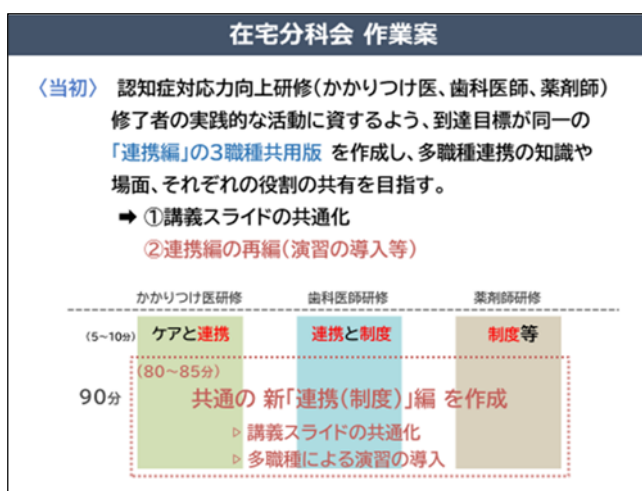 在宅分科会 作業案
〈当初〉 認知症対応力向上研修(かかりつけ医、歯科医師、薬剤師)
修了者の実践的な活動に資するよう、到達目標が同一の
「連携編」の3職種共用版 を作成し、多職種連携の知識や
場面、それぞれの役割の共有を目指す。
➡ ①講義スライドの共通化
②連携編の再編(演習の導入等)
かかりつけ医研修 歯科医師研修 薬剤師研修
(5~10分) ケアと連携 連携と制度 制度等
(80~85分)
90分 共通の 新「連携(制度)」編 を作成
▷ 講義スライドの共通化
▷ 多職種による演習の導入